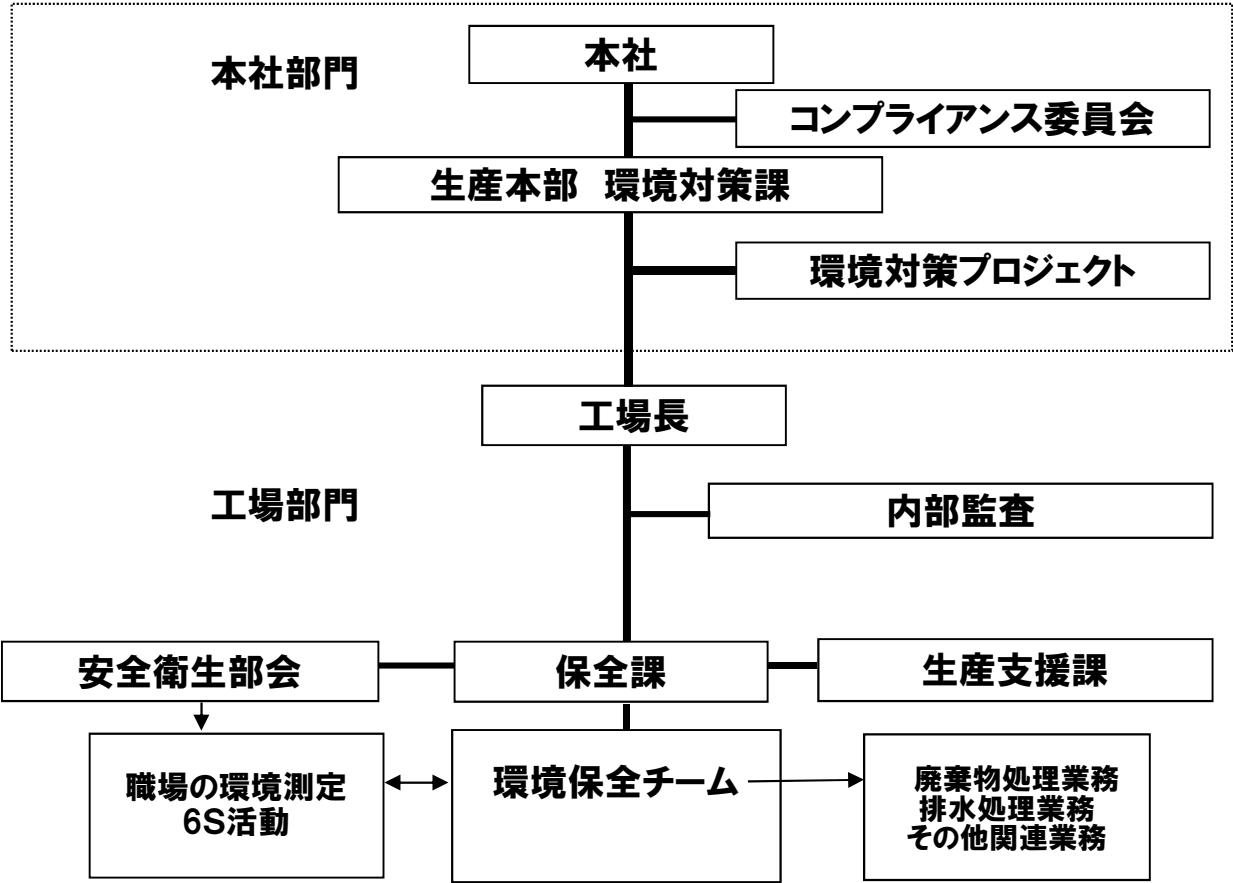 本社
本社部門
コンプライアンス委員会
生産本部 環境対策課
環境対策プロジェクト
工場長
工場部門
内部監査
安全衛生部会
保全課
生産支援課
職場の環境測定
6S活動
環境保全チーム
廃棄物処理業務
排水処理業務
その他関連業務